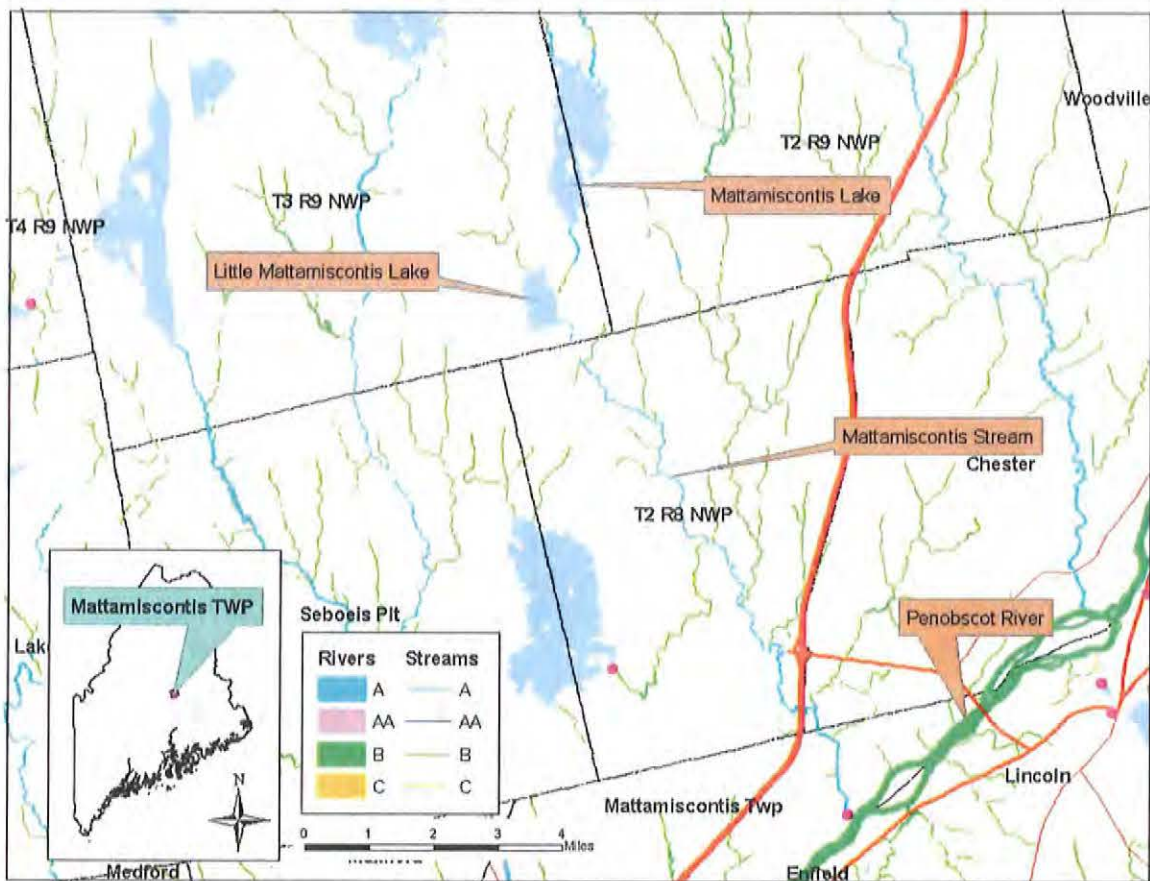 Woodville
T2 R9 NWP
Mattamiscontis Lake
T3 R9 NWP
T4 R9 NWP
Little Mattamiscontis Lake
Mattamiscontis Stream
Chester
T2 R8 NWP
Mattamiscontis TWP
Seboeis Plt
Penobscot River
Lake
Rivers Streams
A A
AA AA
B B
C C
N
Lincoln
Mattamiscontis Twp
0 1 2 3 4
Miles
Medford
Enfield